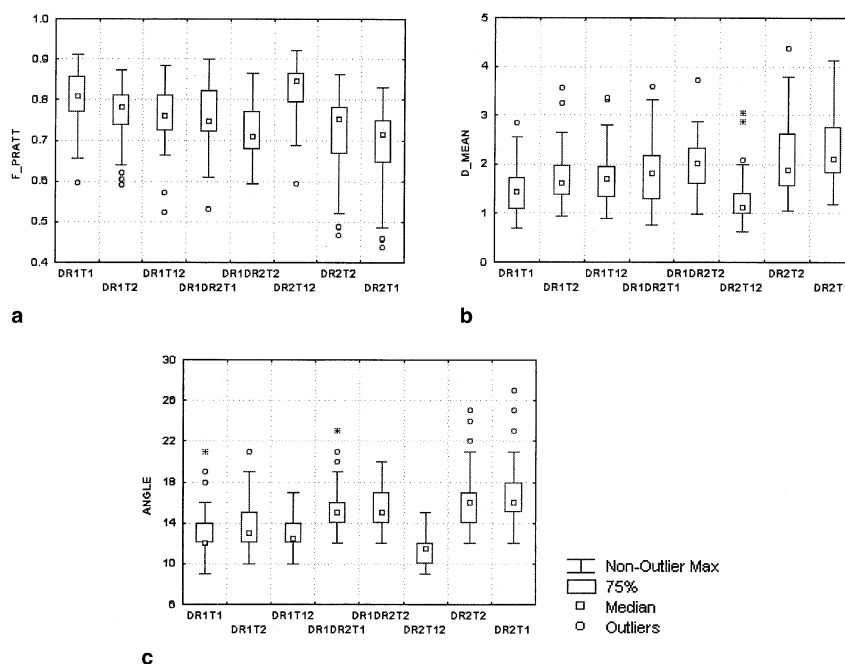 1.0
0.9
0.8
0.7
0.6
0.5
0.4
F_PRATT
DR1T1 DR1T12 DR1DR2T2 DR2T2
DR1T2 DR1DR2T1 DR2T12 DR2T1
a
5
4
3
2
1
0
D_MEAN
DR1T1 DR1T12 DR1DR2T2 DR2T2
DR1T2 DR1DR2T1 DR2T12 DR2T1
b
30
26
22
18
14
10
6
ANGLE
DR1T1 DR1T12 DR1DR2T2 DR2T2
DR1T2 DR1DR2T1 DR2T12 DR2T1
c
Non-Outlier Max
75%
Median
Outliers